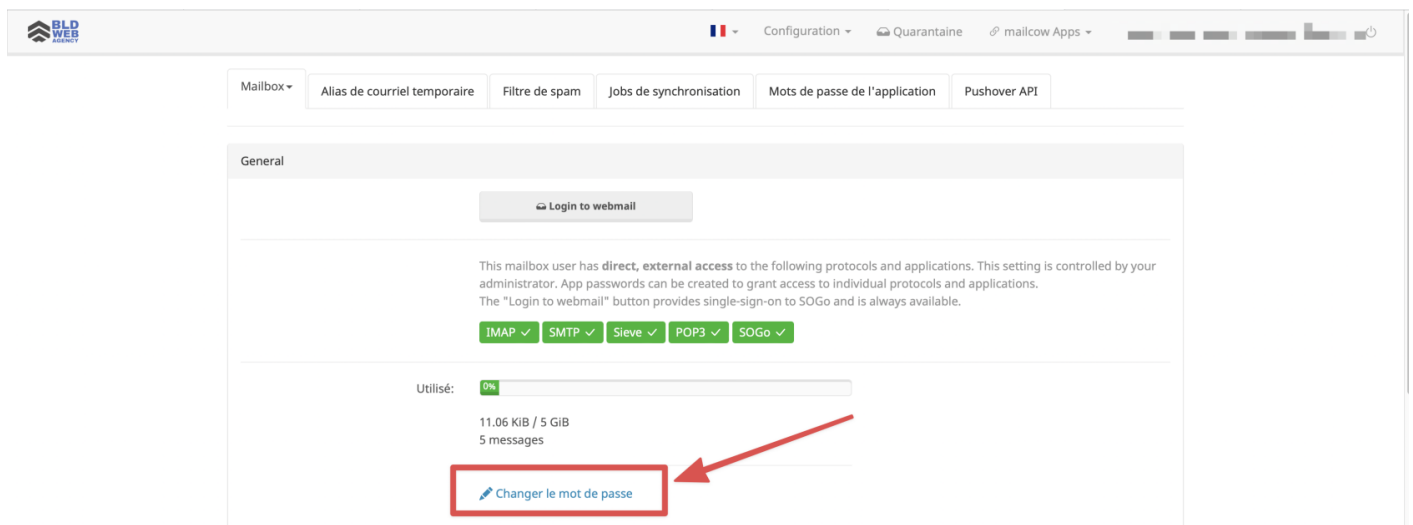 BLD
WEB
AGENCY
Configuration
Quarantaine
mailcow Apps
Mailbox
Alias de courriel temporaire
Filtre de spam
Jobs de synchronisation
Mots de passe de l'application
Pushover API
General
Login to webmail
This mailbox user has direct, external access to the following protocols and applications. This setting is controlled by your
administrator. App passwords can be created to grant access to individual protocols and applications.
The "Login to webmail" button provides single-sign-on to SOGo and is always available.
IMAP ✓ SMTP ✓ Sieve ✓ POP3 ✓ SOGo ✓
Utilisé:
0%
11.06 KiB / 5 GiB
5 messages
Changer le mot de passe